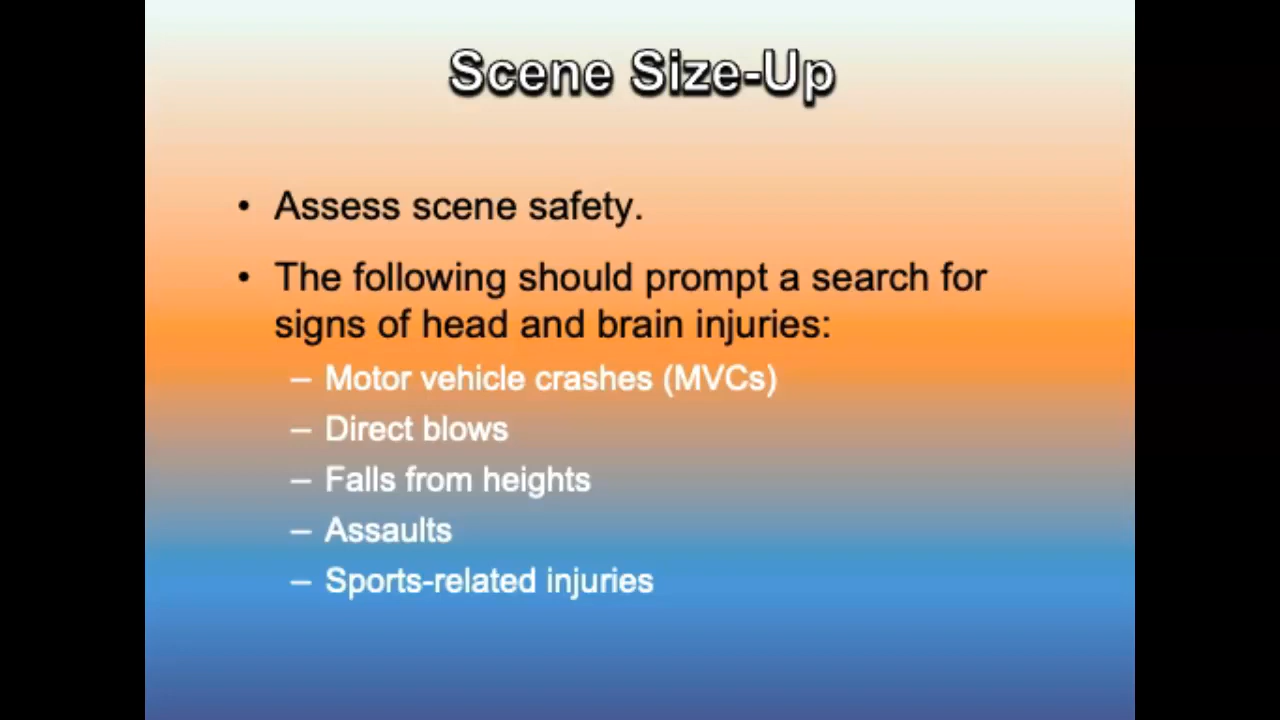 Scene Size-Up
• Assess scene safety.
• The following should prompt a search for
signs of head and brain injuries:
– Motor vehicle crashes (MVCs)
– Direct blows
– Falls from heights
– Assaults
– Sports-related injuries